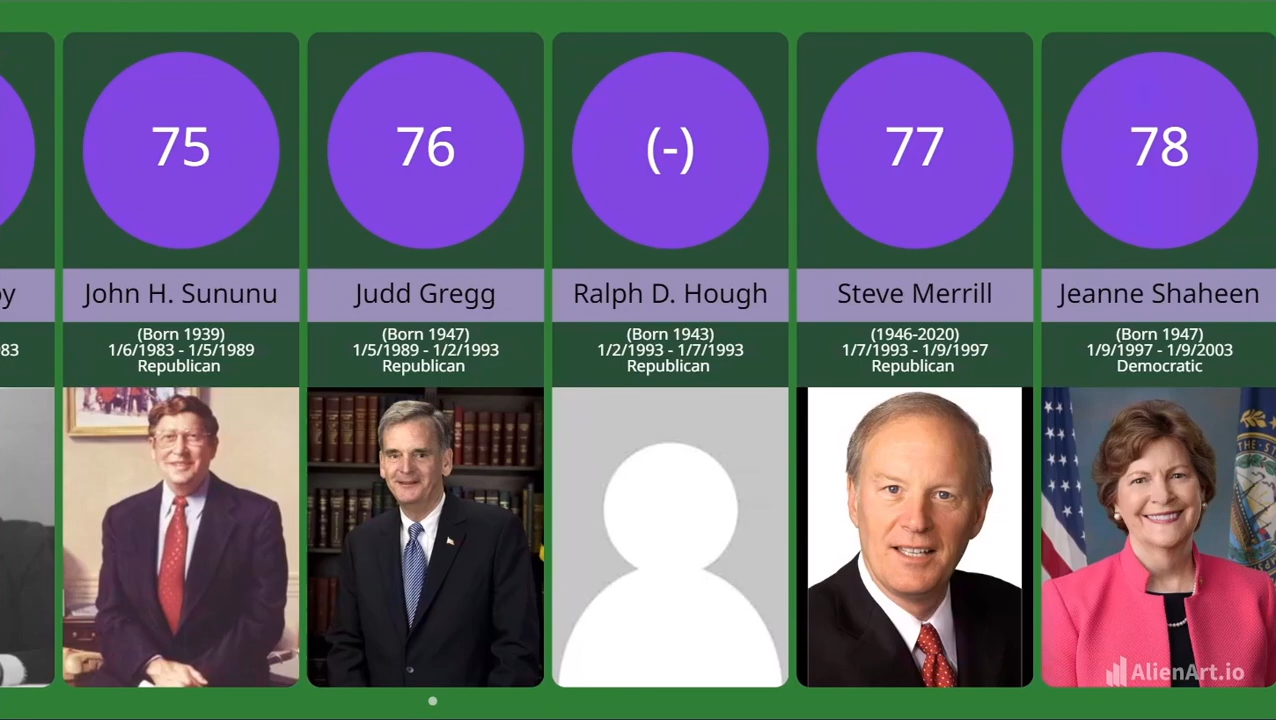 75
76
(-)
77
78
y
John H. Sununu
Judd Gregg
Ralph D. Hough
Steve Merrill
Jeanne Shaheen
83
(Born 1939)
1/6/1983 - 1/5/1989
Republican
(Born 1947)
1/5/1989 - 1/2/1993
Republican
(Born 1943)
1/2/1993 - 1/7/1993
Republican
(1946-2020)
1/7/1993 - 1/9/1997
Republican
(Born 1947)
1/9/1997 - 1/9/2003
Democratic
AlienArt.io